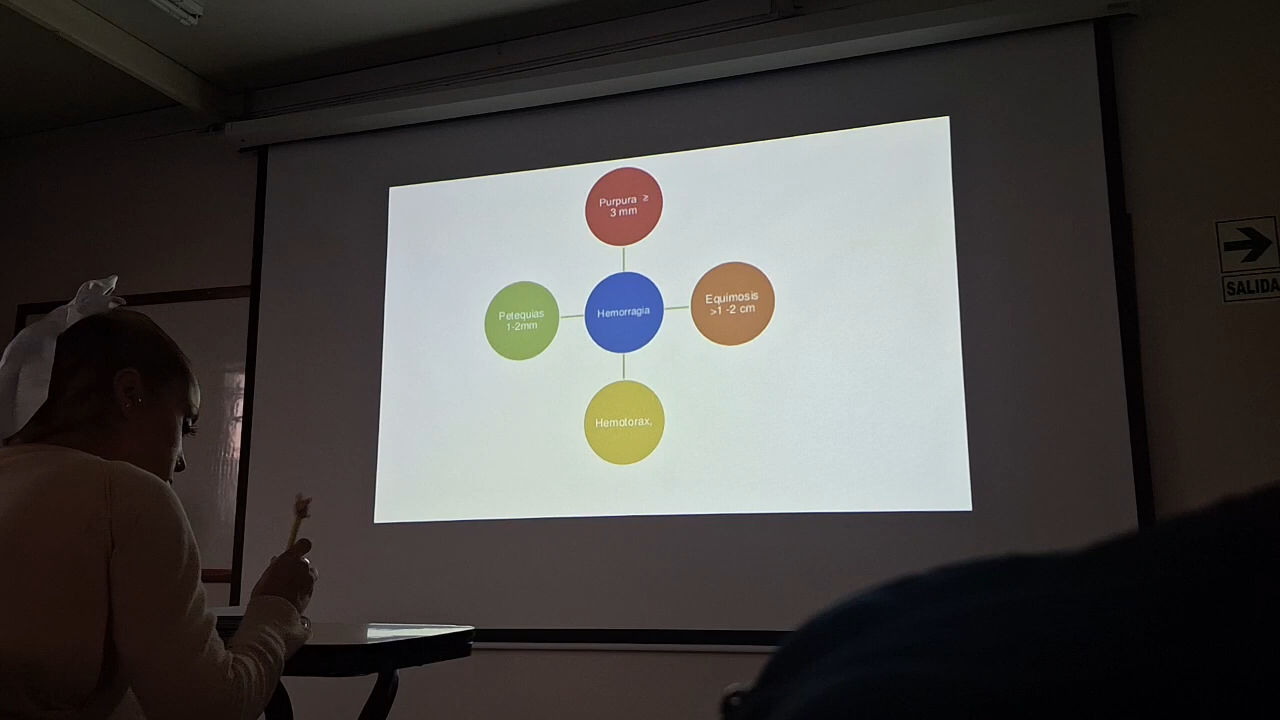 Purpura ≥
3 mm
Petequias
1-2mm
Hemorragia
Equimosis
>1 -2 cm
Hemotorax,
SALIDA